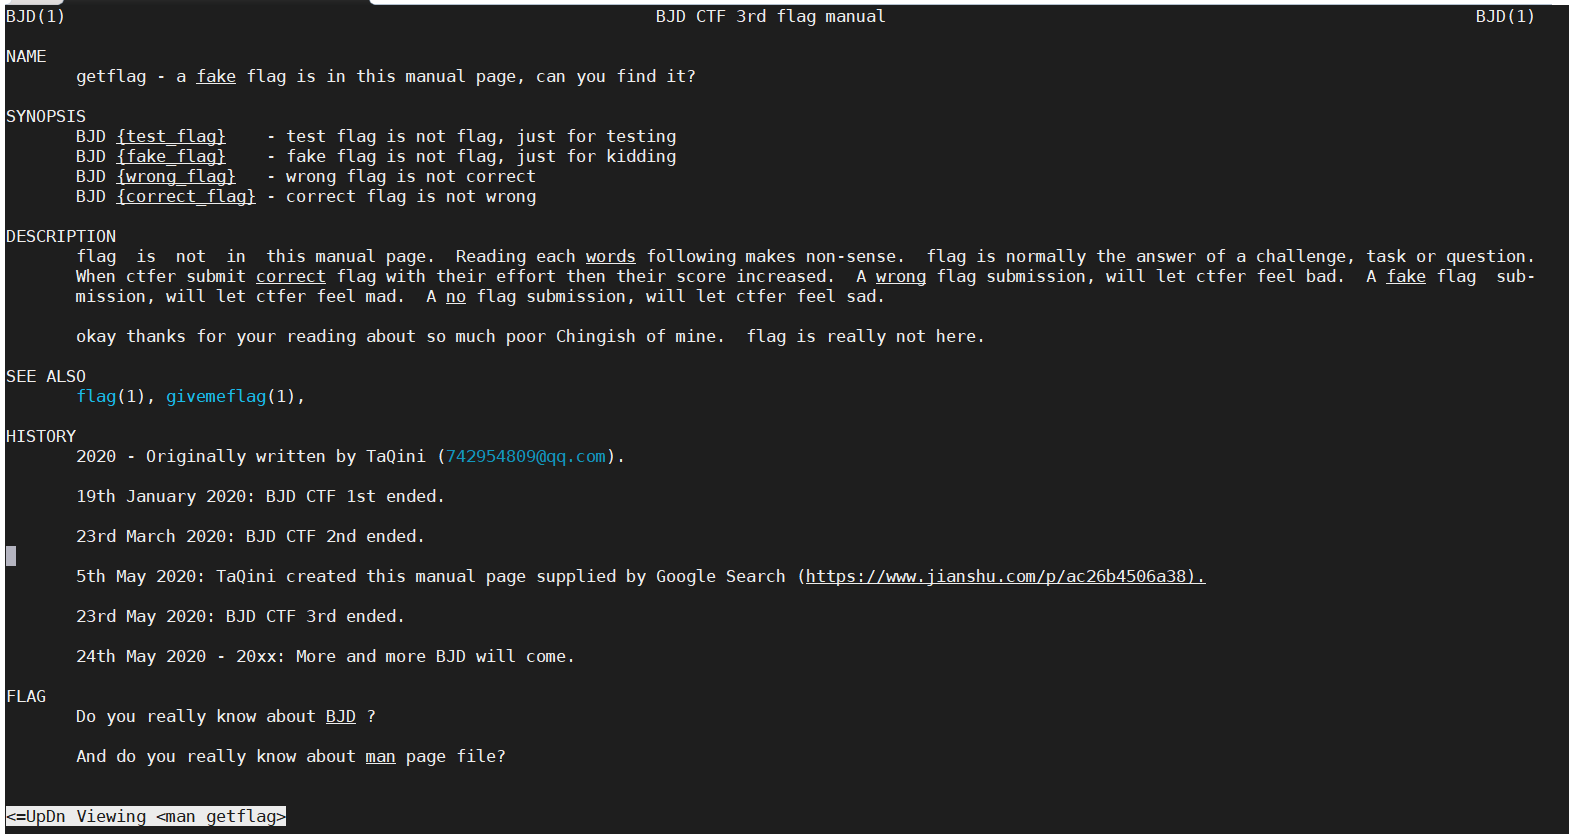 BJD(1) BJD CTF 3rd flag manual BJD(1)
NAME
getflag - a fake flag is in this manual page, can you find it?
SYNOPSIS
BJD {test_flag} - test flag is not flag, just for testing
BJD {fake_flag} - fake flag is not flag, just for kidding
BJD {wrong_flag} - wrong flag is not correct
BJD {correct_flag} - correct flag is not wrong
DESCRIPTION
flag is not in this manual page. Reading each words following makes non-sense. flag is normally the answer of a challenge, task or question.
When ctfer submit correct flag with their effort then their score increased. A wrong flag submission, will let ctfer feel bad. A fake flag sub-
mission, will let ctfer feel mad. A no flag submission, will let ctfer feel sad.
okay thanks for your reading about so much poor Chingish of mine. flag is really not here.
SEE ALSO
flag(1), givemeflag(1),
HISTORY
2020 - Originally written by TaQini (742954809@qq.com).
19th January 2020: BJD CTF 1st ended.
23rd March 2020: BJD CTF 2nd ended.
5th May 2020: TaQini created this manual page supplied by Google Search (https://www.jianshu.com/p/ac26b4506a38).
23rd May 2020: BJD CTF 3rd ended.
24th May 2020 - 20xx: More and more BJD will come.
FLAG
Do you really know about BJD ?
And do you really know about man page file?
<=UpDn Viewing <man getflag>